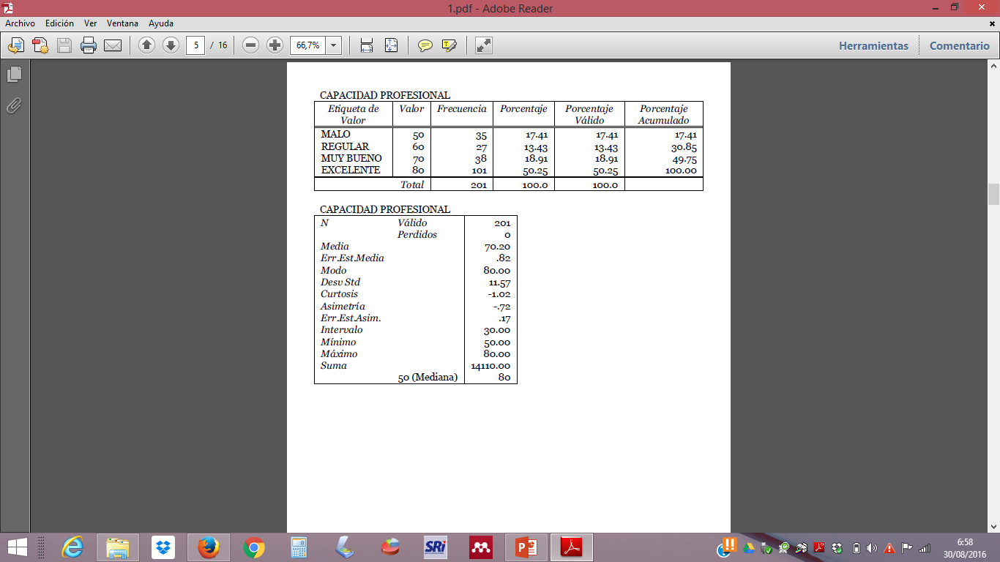 1.pdf - Adobe Reader
Archivo Edición Ver Ventana Ayuda
5 / 16 66,7% Herramientas Comentario
CAPACIDAD PROFESIONAL
Etiqueta de Valor Valor Frecuencia Porcentaje Porcentaje Válido Porcentaje Acumulado
MALO 50 35 17.41 17.41 17.41
REGULAR 60 27 13.43 13.43 30.85
MUY BUENO 70 38 18.91 18.91 49.75
EXCELENTE 80 101 50.25 50.25 100.00
Total 201 100.0 100.0
CAPACIDAD PROFESIONAL
N Válido 201
Perdidos 0
Media 70.20
Err.Est.Media .82
Modo 80.00
Desv Std 11.57
Curtosis -1.02
Asimetría -.72
Err.Est.Asim. .17
Intervalo 30.00
Mínimo 50.00
Máximo 80.00
Suma 14110.00
50 (Mediana) 80
SRi
6:58
30/08/2016